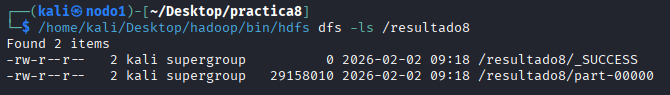 ┌──(kali㉿nodo1)-[~/Desktop/practica8]
└─$ /home/kali/Desktop/hadoop/bin/hdfs dfs -ls /resultado8
Found 2 items
-rw-r--r--   2 kali supergroup          0 2026-02-02 09:18 /resultado8/_SUCCESS
-rw-r--r--   2 kali supergroup   29158010 2026-02-02 09:18 /resultado8/part-00000